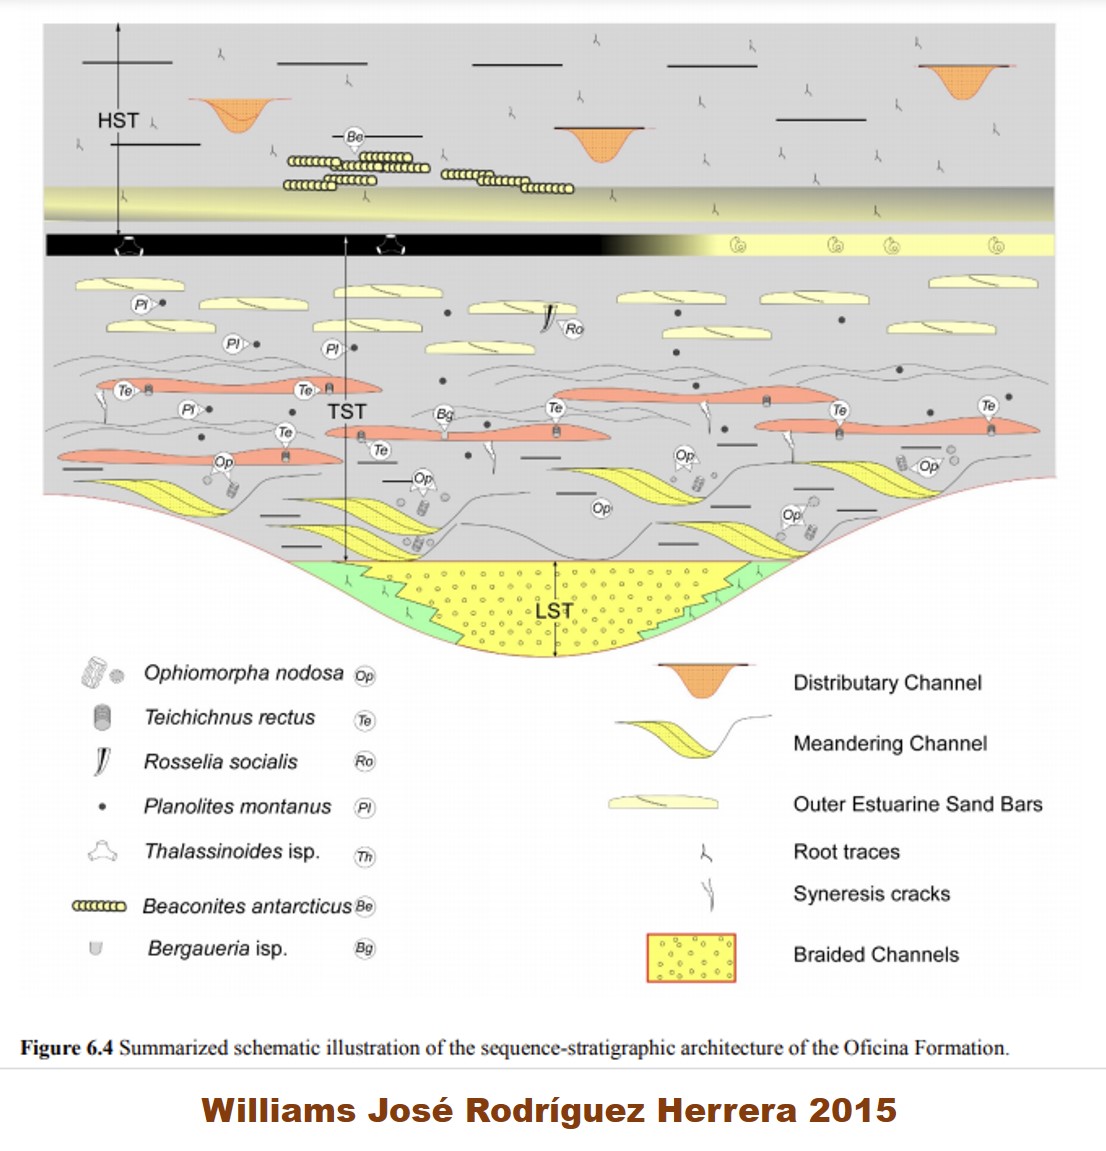 HST
Be
Pl
Ro
Pl
Pl
Te
Te
Pl
TST
Bg
Te
Te
Te
Te
Te
Op
Op
Op
Op
Op
Op
LST
Ophiomorpha nodosa Op
Teichichnus rectus Te
Rosselia socialis Ro
Planolites montanus Pl
Thalassinoides isp. Th
Beaconites antarcticus Be
Bergaueria isp. Bg
Distributary Channel
Meandering Channel
Outer Estuarine Sand Bars
Root traces
Syneresis cracks
Braided Channels
Figure 6.4 Summarized schematic illustration of the sequence-stratigraphic architecture of the Oficina Formation.
Williams José Rodríguez Herrera 2015